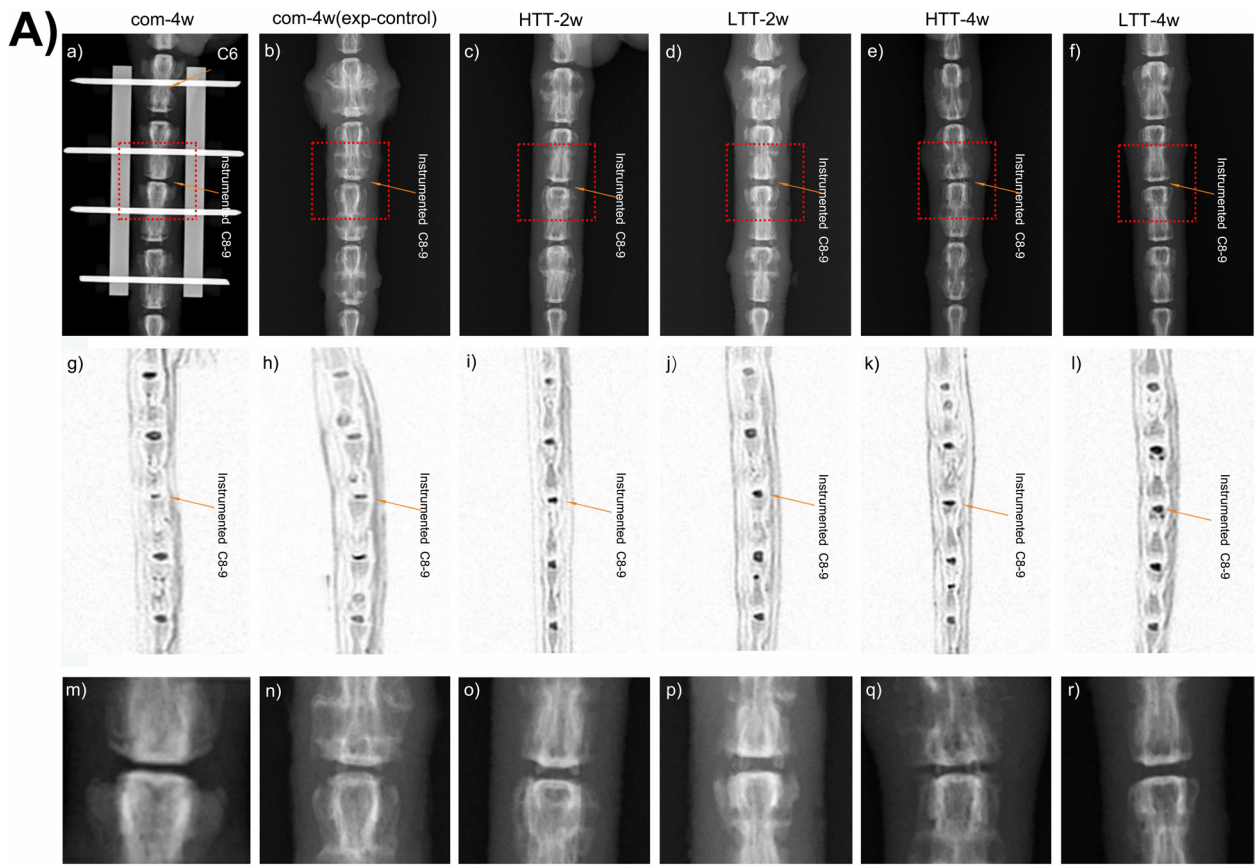 A)
com-4w
com-4w(exp-control)
HTT-2w
LTT-2w
HTT-4w
LTT-4w
a)
C6
Instrumented C8-9
b)
Instrumented C8-9
c)
Instrumented C8-9
d)
Instrumented C8-9
e)
Instrumented C8-9
f)
Instrumented C8-9
g)
Instrumented C8-9
h)
Instrumented C8-9
i)
Instrumented C8-9
j)
Instrumented C8-9
k)
Instrumented C8-9
l)
Instrumented C8-9
m)
n)
o)
p)
q)
r)